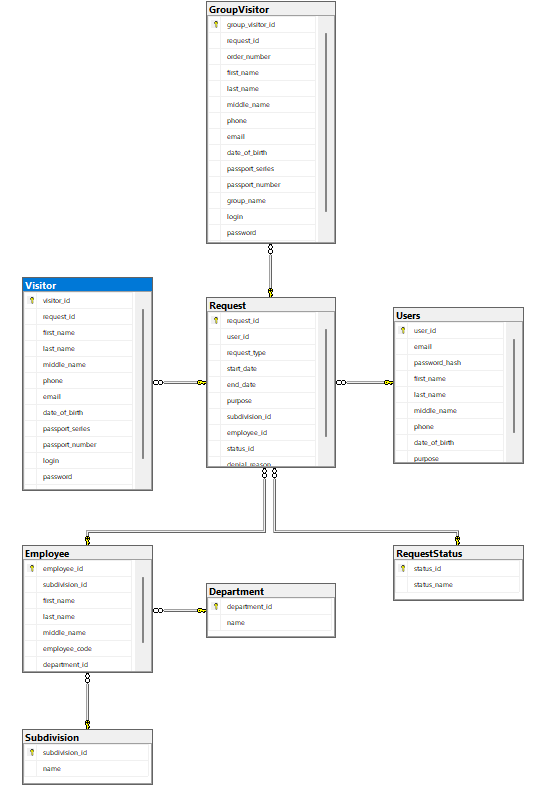 GroupVisitor
group_visitor_id
request_id
order_number
first_name
last_name
middle_name
phone
email
date_of_birth
passport_series
passport_number
group_name
login
password
Visitor
visitor_id
request_id
first_name
last_name
middle_name
phone
email
date_of_birth
passport_series
passport_number
login
password
Request
request_id
user_id
request_type
start_date
end_date
purpose
subdivision_id
employee_id
status_id
denial_reason
Users
user_id
email
password_hash
first_name
last_name
middle_name
phone
date_of_birth
purpose
Employee
employee_id
subdivision_id
first_name
last_name
middle_name
employee_code
department_id
Department
department_id
name
RequestStatus
status_id
status_name
Subdivision
subdivision_id
name